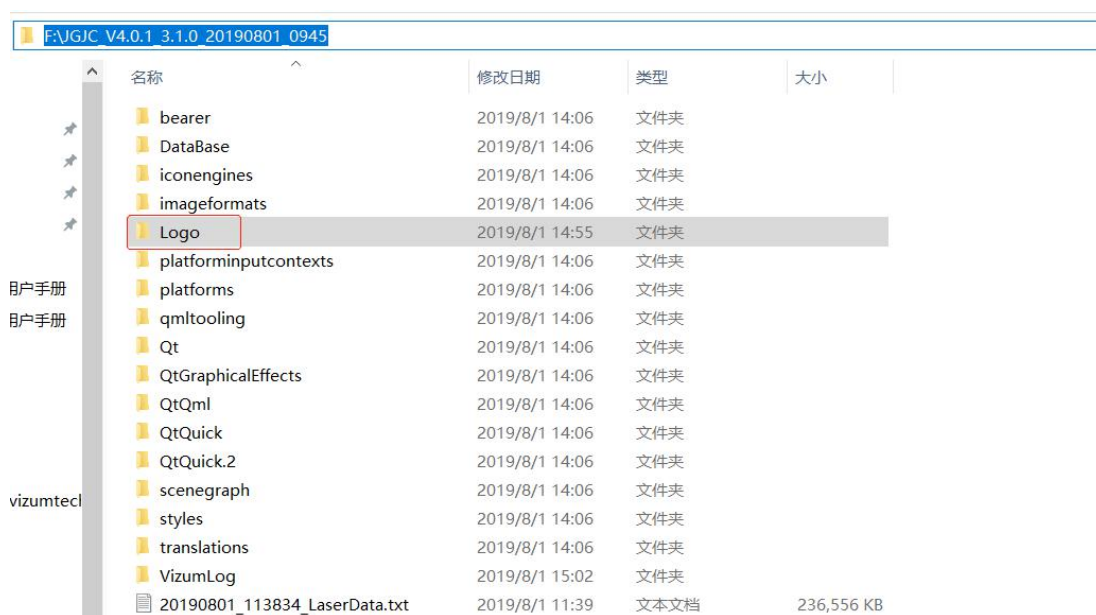 F:\JGJC_V4.0.1_3.1.0_20190801_0945
名称 修改日期 类型 大小
bearer 2019/8/1 14:06 文件夹
DataBase 2019/8/1 14:06 文件夹
iconengines 2019/8/1 14:06 文件夹
imageformats 2019/8/1 14:06 文件夹
Logo 2019/8/1 14:55 文件夹
platforminputcontexts 2019/8/1 14:06 文件夹
用户手册 platforms 2019/8/1 14:06 文件夹
用户手册 qmltooling 2019/8/1 14:06 文件夹
Qt 2019/8/1 14:06 文件夹
QtGraphicalEffects 2019/8/1 14:06 文件夹
QtQml 2019/8/1 14:06 文件夹
QtQuick 2019/8/1 14:06 文件夹
QtQuick.2 2019/8/1 14:06 文件夹
scenegraph 2019/8/1 14:06 文件夹
vizumtech styles 2019/8/1 14:06 文件夹
translations 2019/8/1 14:06 文件夹
VizumLog 2019/8/1 15:02 文件夹
20190801_113834_LaserData.txt 2019/8/1 11:39 文本文档 236,556 KB